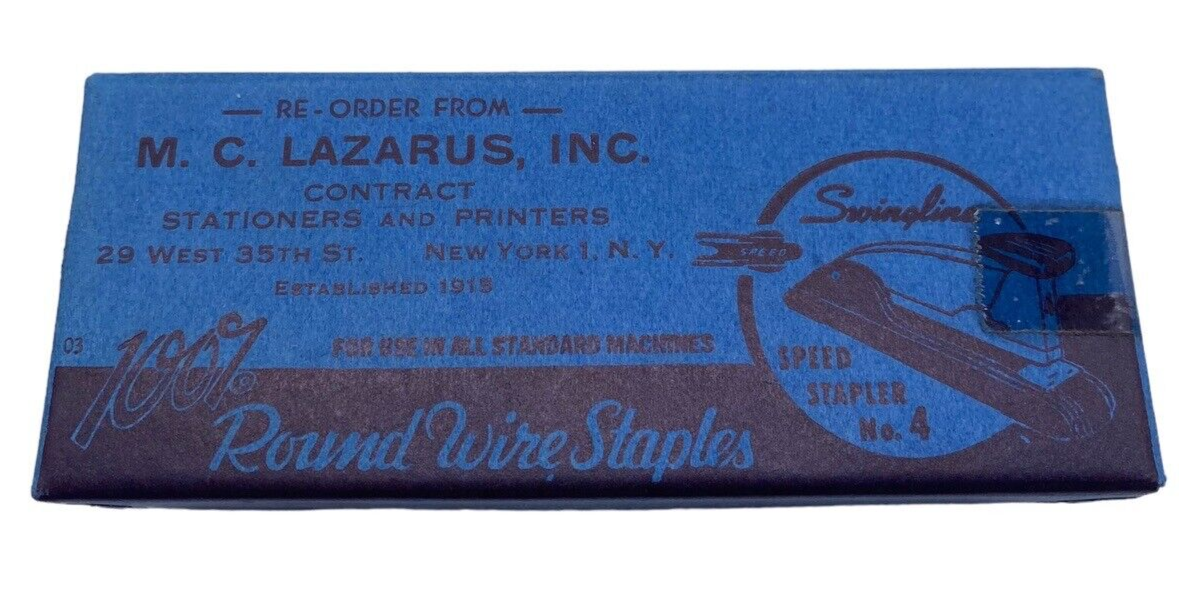 — RE-ORDER FROM —
M. C. LAZARUS, INC.
CONTRACT
STATIONERS AND PRINTERS
29 WEST 35TH ST. NEW YORK 1, N. Y.
ESTABLISHED 1915
03
100%
FOR USE IN ALL STANDARD MACHINES
Round Wire Staples
Swingline
SPEED
SPEED
STAPLER
No. 4